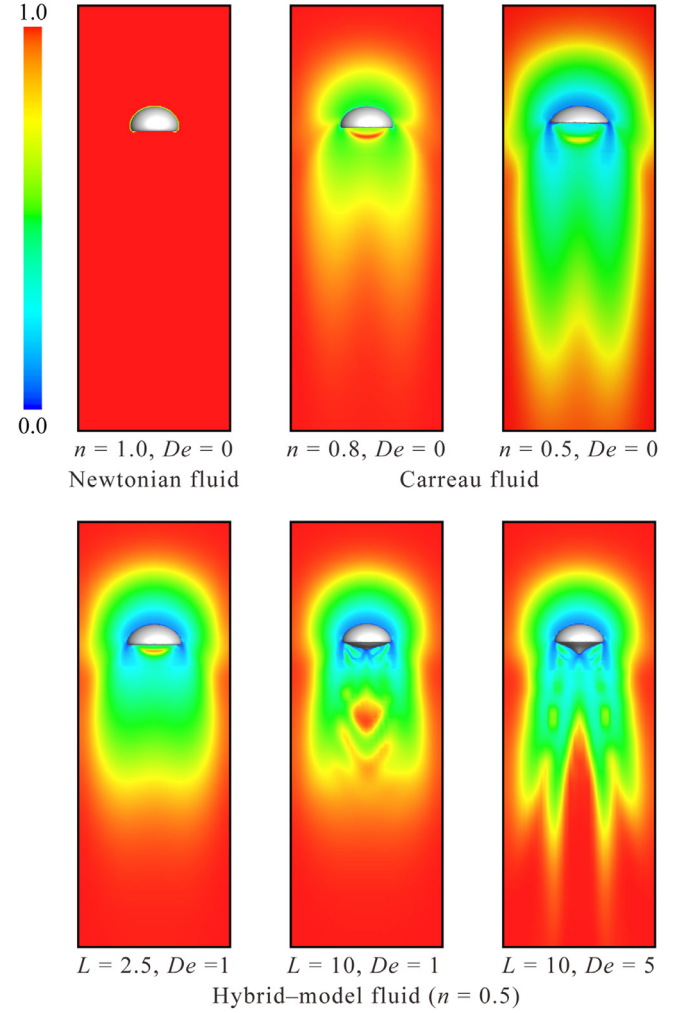 1.0
0.0
n = 1.0, De = 0
n = 0.8, De = 0
n = 0.5, De = 0
Newtonian fluid
Carreau fluid
L = 2.5, De =1
L = 10, De = 1
L = 10, De = 5
Hybrid–model fluid (n = 0.5)